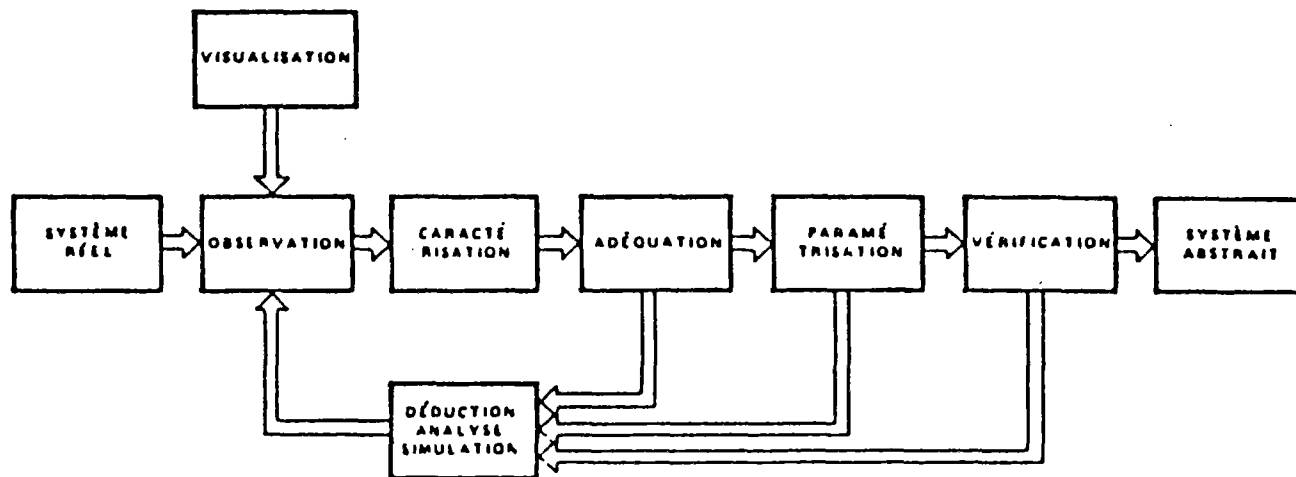 VISUALISATION
SYSTÈME
RÉEL
OBSERVATION
CARACTÉ
RISATION
ADÉQUATION
PARAMÉ
TRISATION
VÉRIFICATION
SYSTÈME
ABSTRAIT
DÉDUCTION
ANALYSE
SIMULATION